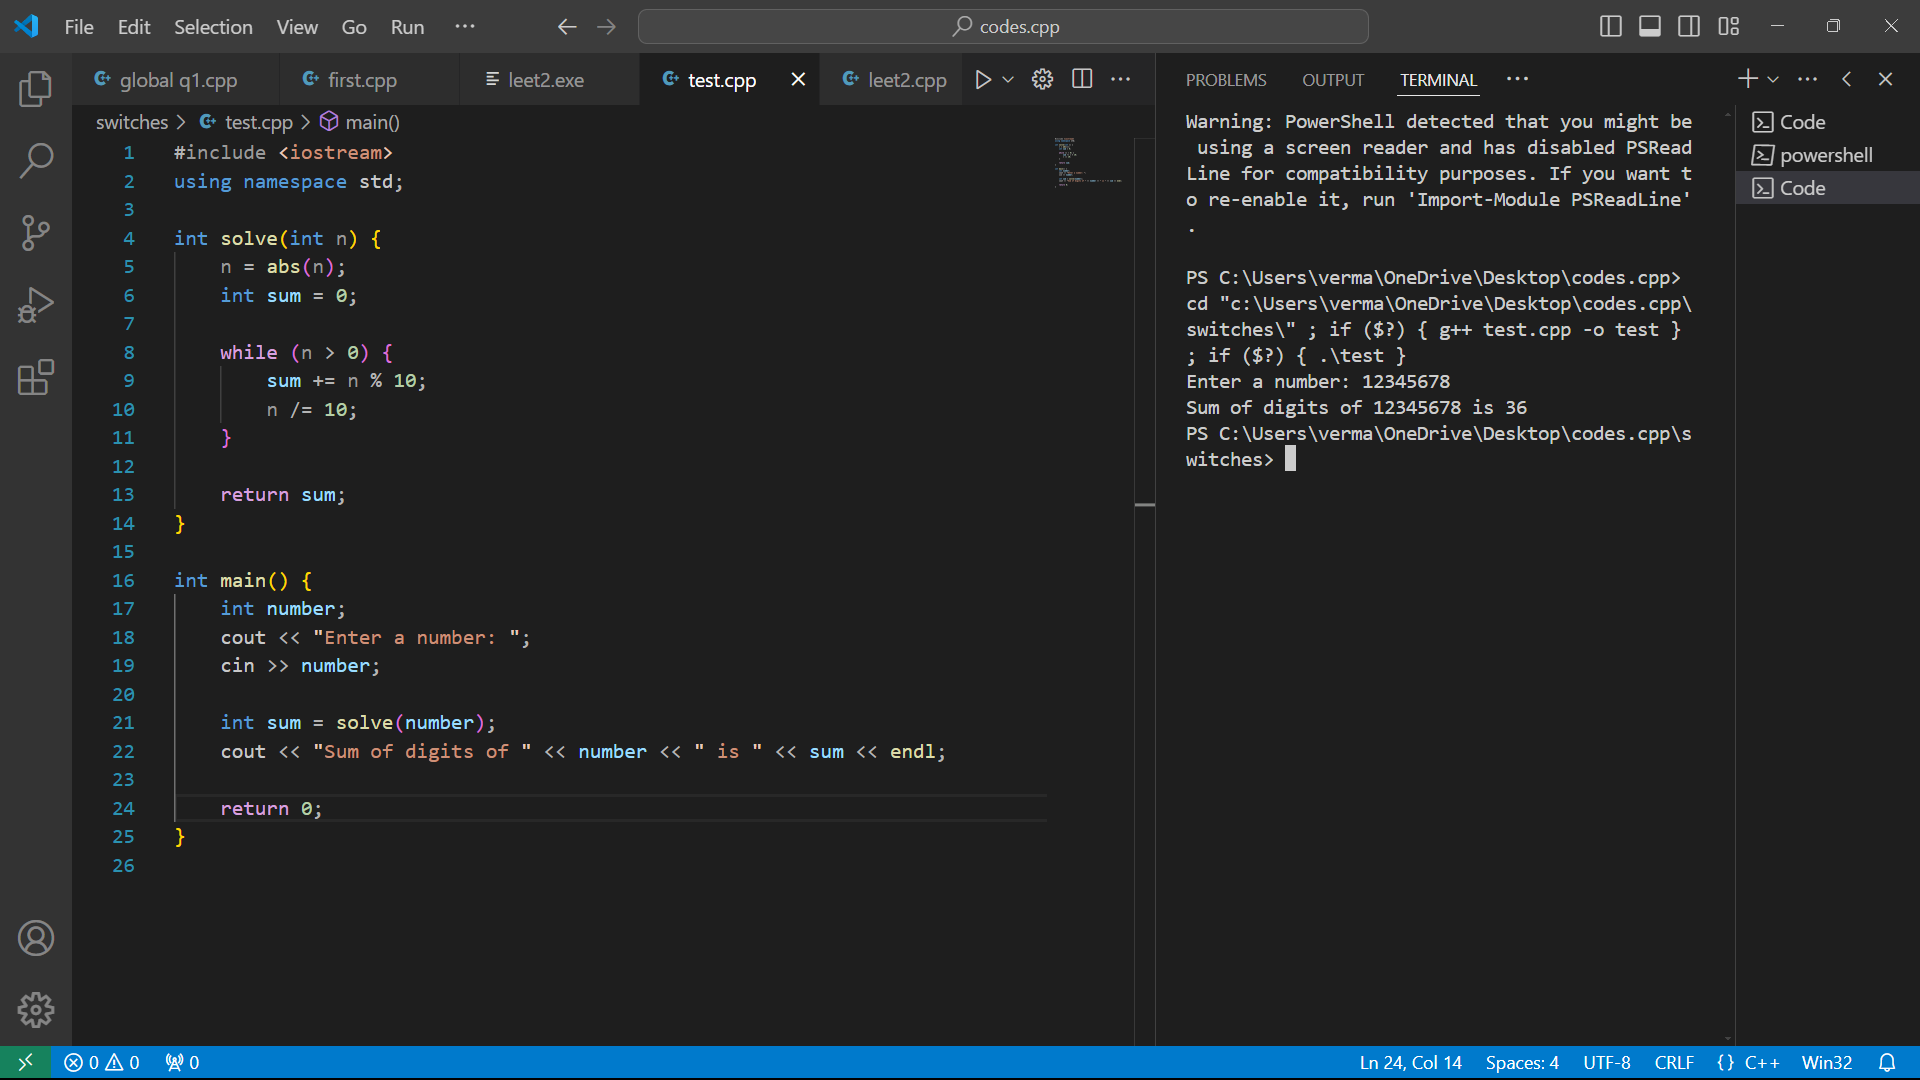 File Edit Selection View Go Run ···
codes.cpp
global q1.cpp first.cpp leet2.exe test.cpp leet2.cpp
switches > test.cpp > main()
1 #include <iostream>
2 using namespace std;
3
4 int solve(int n) {
5 n = abs(n);
6 int sum = 0;
7
8 while (n > 0) {
9 sum += n % 10;
10 n /= 10;
11 }
12
13 return sum;
14 }
15
16 int main() {
17 int number;
18 cout << "Enter a number: ";
19 cin >> number;
20
21 int sum = solve(number);
22 cout << "Sum of digits of " << number << " is " << sum << endl;
23
24 return 0;
25 }
26
PROBLEMS OUTPUT TERMINAL ···
Warning: PowerShell detected that you might be
using a screen reader and has disabled PSRead
Line for compatibility purposes. If you want t
o re-enable it, run 'Import-Module PSReadLine'
.
PS C:\Users\verma\OneDrive\Desktop\codes.cpp>
cd "c:\Users\verma\OneDrive\Desktop\codes.cpp\
switches\" ; if ($?) { g++ test.cpp -o test }
; if ($?) { .\test }
Enter a number: 12345678
Sum of digits of 12345678 is 36
PS C:\Users\verma\OneDrive\Desktop\codes.cpp\s
witches>
Code
powershell
Code
0 0 0
Ln 24, Col 14 Spaces: 4 UTF-8 CRLF {} C++ Win32